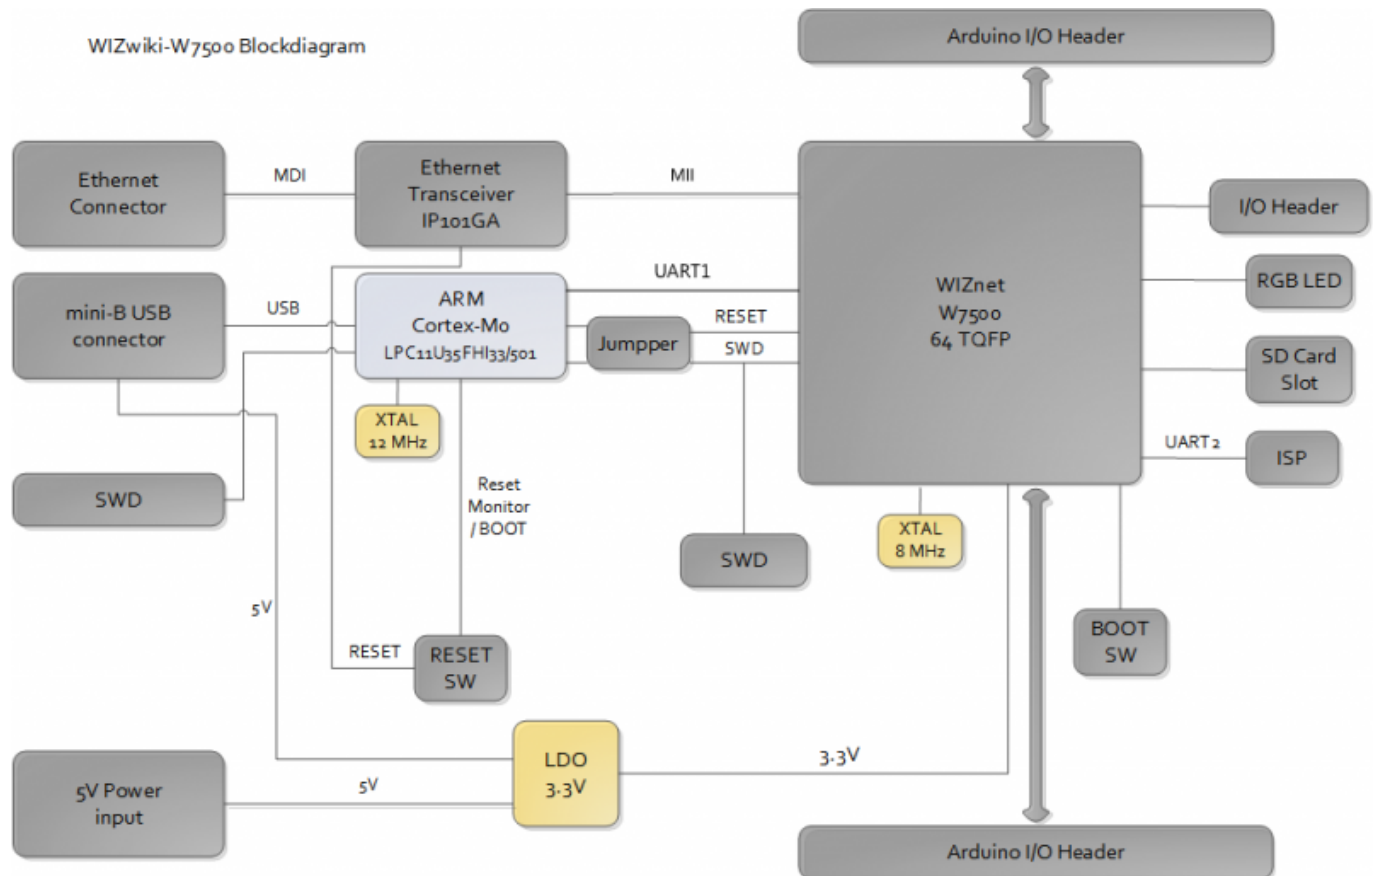 WIZwiki-W7500 Blockdiagram
Arduino I/O Header
Ethernet
Connector
MDI
Ethernet
Transceiver
IP101GA
MII
WIZnet
W7500
64 TQFP
I/O Header
RGB LED
SD Card
Slot
UART2
ISP
mini-B USB
connector
USB
ARM
Cortex-M0
LPC11U35FHI33/501
UART1
Jumpper
RESET
SWD
XTAL
12 MHz
SWD
Reset
Monitor
/ BOOT
SWD
XTAL
8 MHz
BOOT
SW
5V
RESET
RESET
SW
5V Power
input
5V
LDO
3.3V
3.3V
Arduino I/O Header